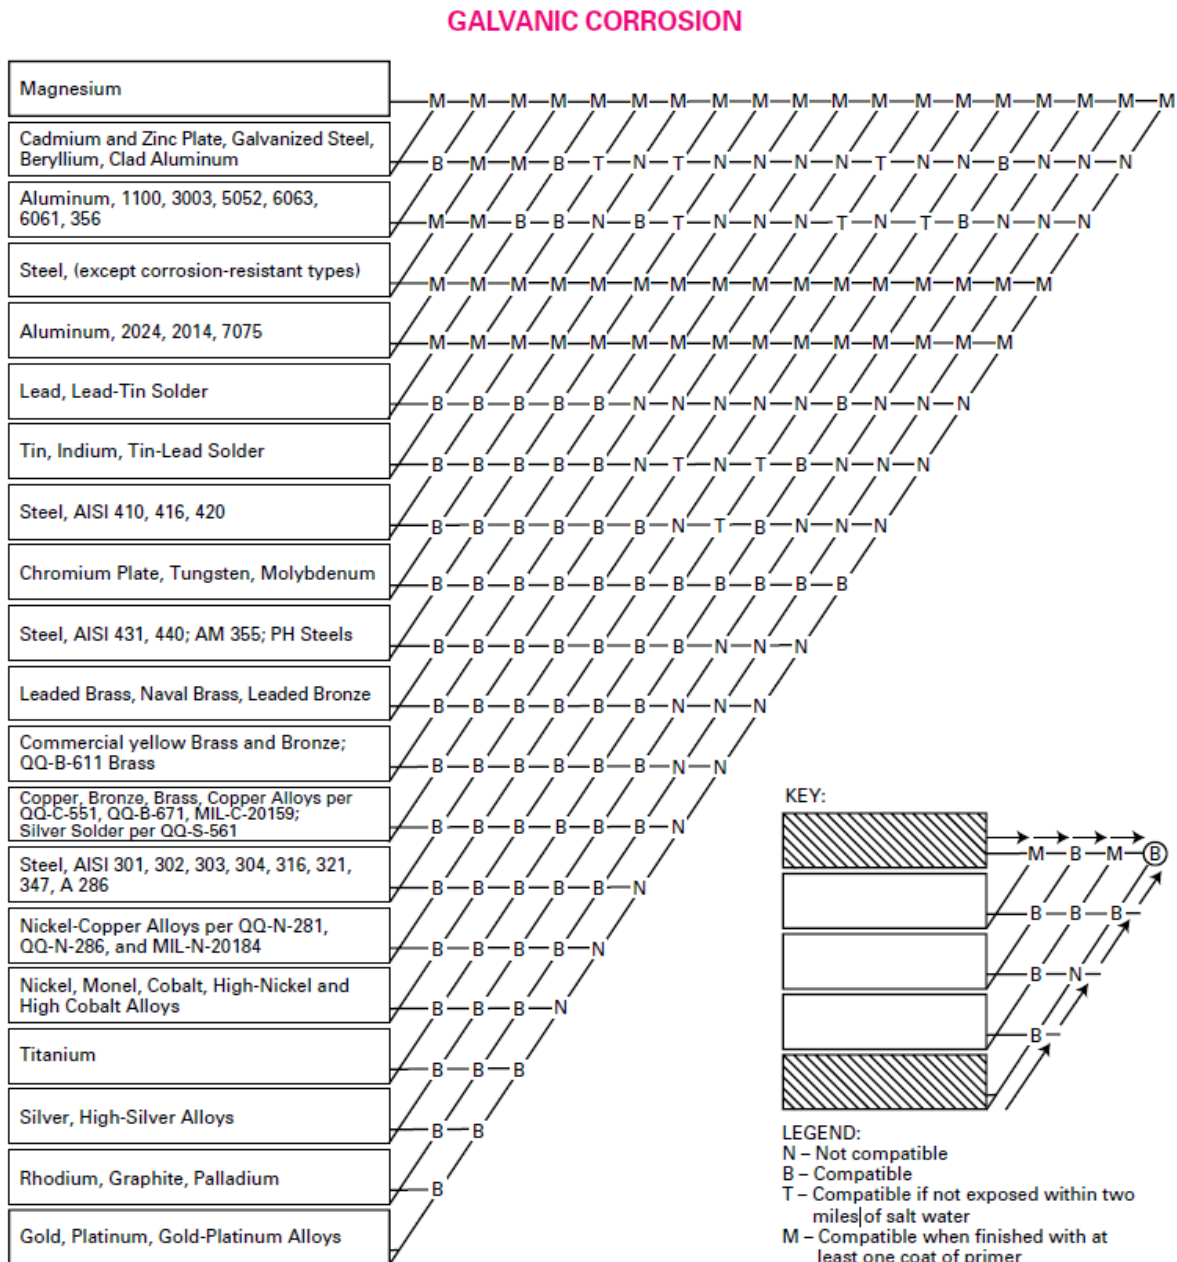 GALVANIC CORROSION
Magnesium
M M M M M M M M M M M M M M M M M M M
Cadmium and Zinc Plate, Galvanized Steel,
Beryllium, Clad Aluminum
B M M B T N T N N N N T N N B N N N
Aluminum, 1100, 3003, 5052, 6063,
6061, 356
M M B B N B T N N N T N T B N N N
Steel, (except corrosion-resistant types)
M M M M M M M M M M M M M M M M
Aluminum, 2024, 2014, 7075
M M M M M M M M M M M M M M M
Lead, Lead-Tin Solder
B B B B B N N N N N B N N N
Tin, Indium, Tin-Lead Solder
B B B B B N T N T B N N N
Steel, AISI 410, 416, 420
B B B B B B N T B N N N
Chromium Plate, Tungsten, Molybdenum
B B B B B B B B B B B
Steel, AISI 431, 440; AM 355; PH Steels
B B B B B B B N N N
Leaded Brass, Naval Brass, Leaded Bronze
B B B B B B N N N
Commercial yellow Brass and Bronze;
QQ-B-611 Brass
B B B B B B N N
Copper, Bronze, Brass, Copper Alloys per
QQ-C-551, QQ-B-671, MIL-C-20159;
Silver Solder per QQ-S-561
B B B B B B N
Steel, AISI 301, 302, 303, 304, 316, 321,
347, A 286
B B B B B N
Nickel-Copper Alloys per QQ-N-281,
QQ-N-286, and MIL-N-20184
B B B B N
Nickel, Monel, Cobalt, High-Nickel and
High Cobalt Alloys
B B B N
Titanium
B B B
Silver, High-Silver Alloys
B B
Rhodium, Graphite, Palladium
B
Gold, Platinum, Gold-Platinum Alloys
KEY:
M B M B
B B B
B N
B
LEGEND:
N – Not compatible
B – Compatible
T – Compatible if not exposed within two
miles of salt water
M – Compatible when finished with at
least one coat of primer